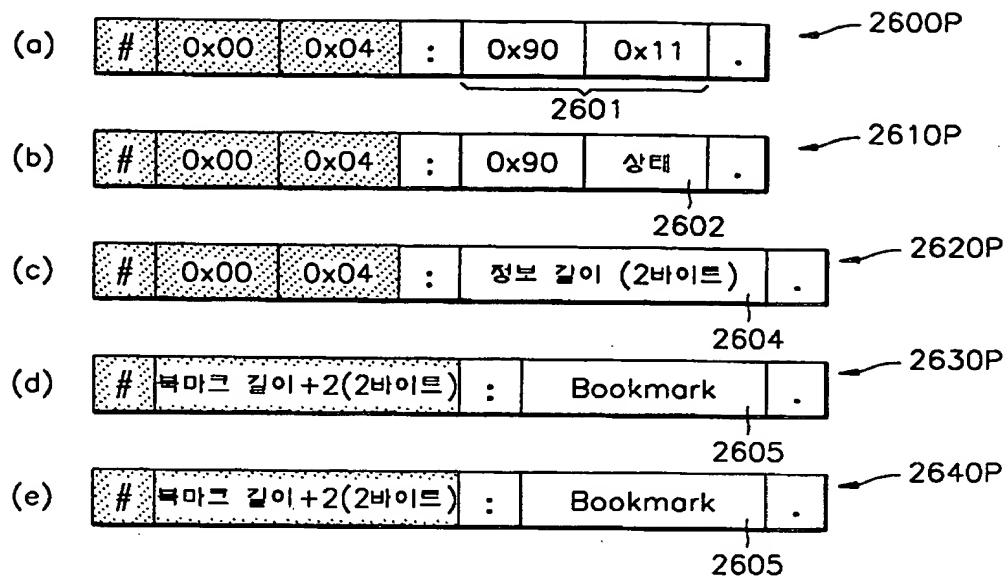 (a) # 0x00 0x04 : 0x90 0x11 . 2600P
2601
(b) # 0x00 0x04 : 0x90 상태 . 2610P
2602
(c) # 0x00 0x04 : 정보 길이 (2바이트) . 2620P
2604
(d) # 북마크 길이+2(2바이트) : Bookmark . 2630P
2605
(e) # 북마크 길이+2(2바이트) : Bookmark . 2640P
2605